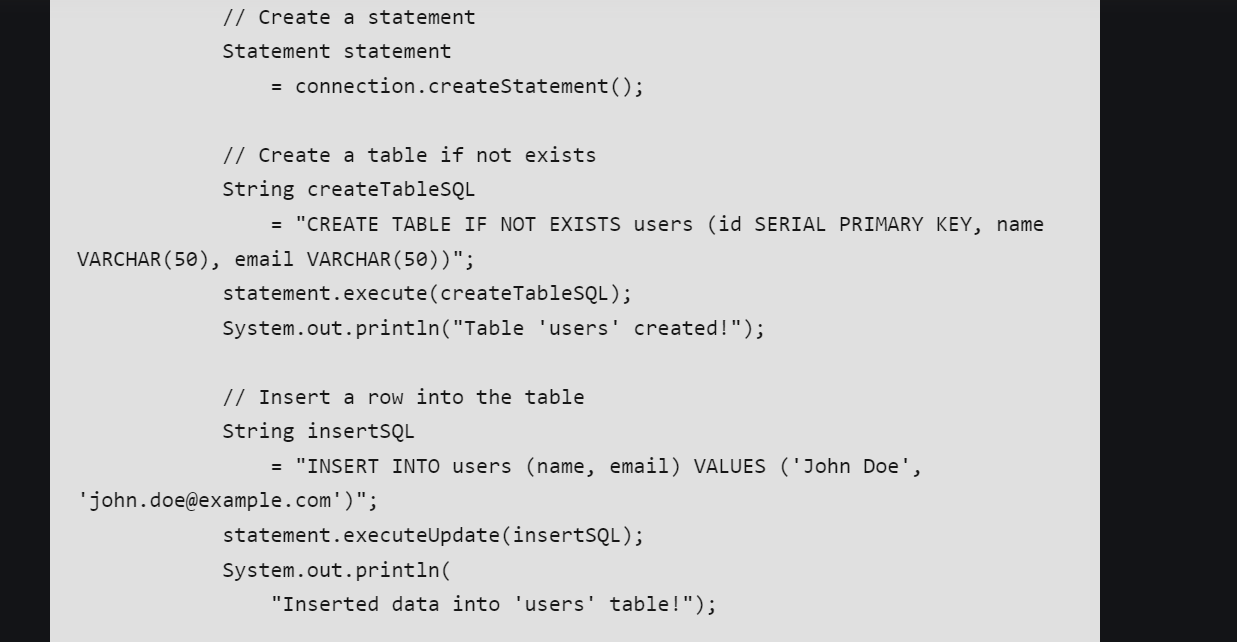 // Create a statement
Statement statement
= connection.createStatement();
// Create a table if not exists
String createTableSQL
= "CREATE TABLE IF NOT EXISTS users (id SERIAL PRIMARY KEY, name
VARCHAR(50), email VARCHAR(50))";
statement.execute(createTableSQL);
System.out.println("Table 'users' created!");
// Insert a row into the table
String insertSQL
= "INSERT INTO users (name, email) VALUES ('John Doe',
'john.doe@example.com')";
statement.executeUpdate(insertSQL);
System.out.println(
"Inserted data into 'users' table!");